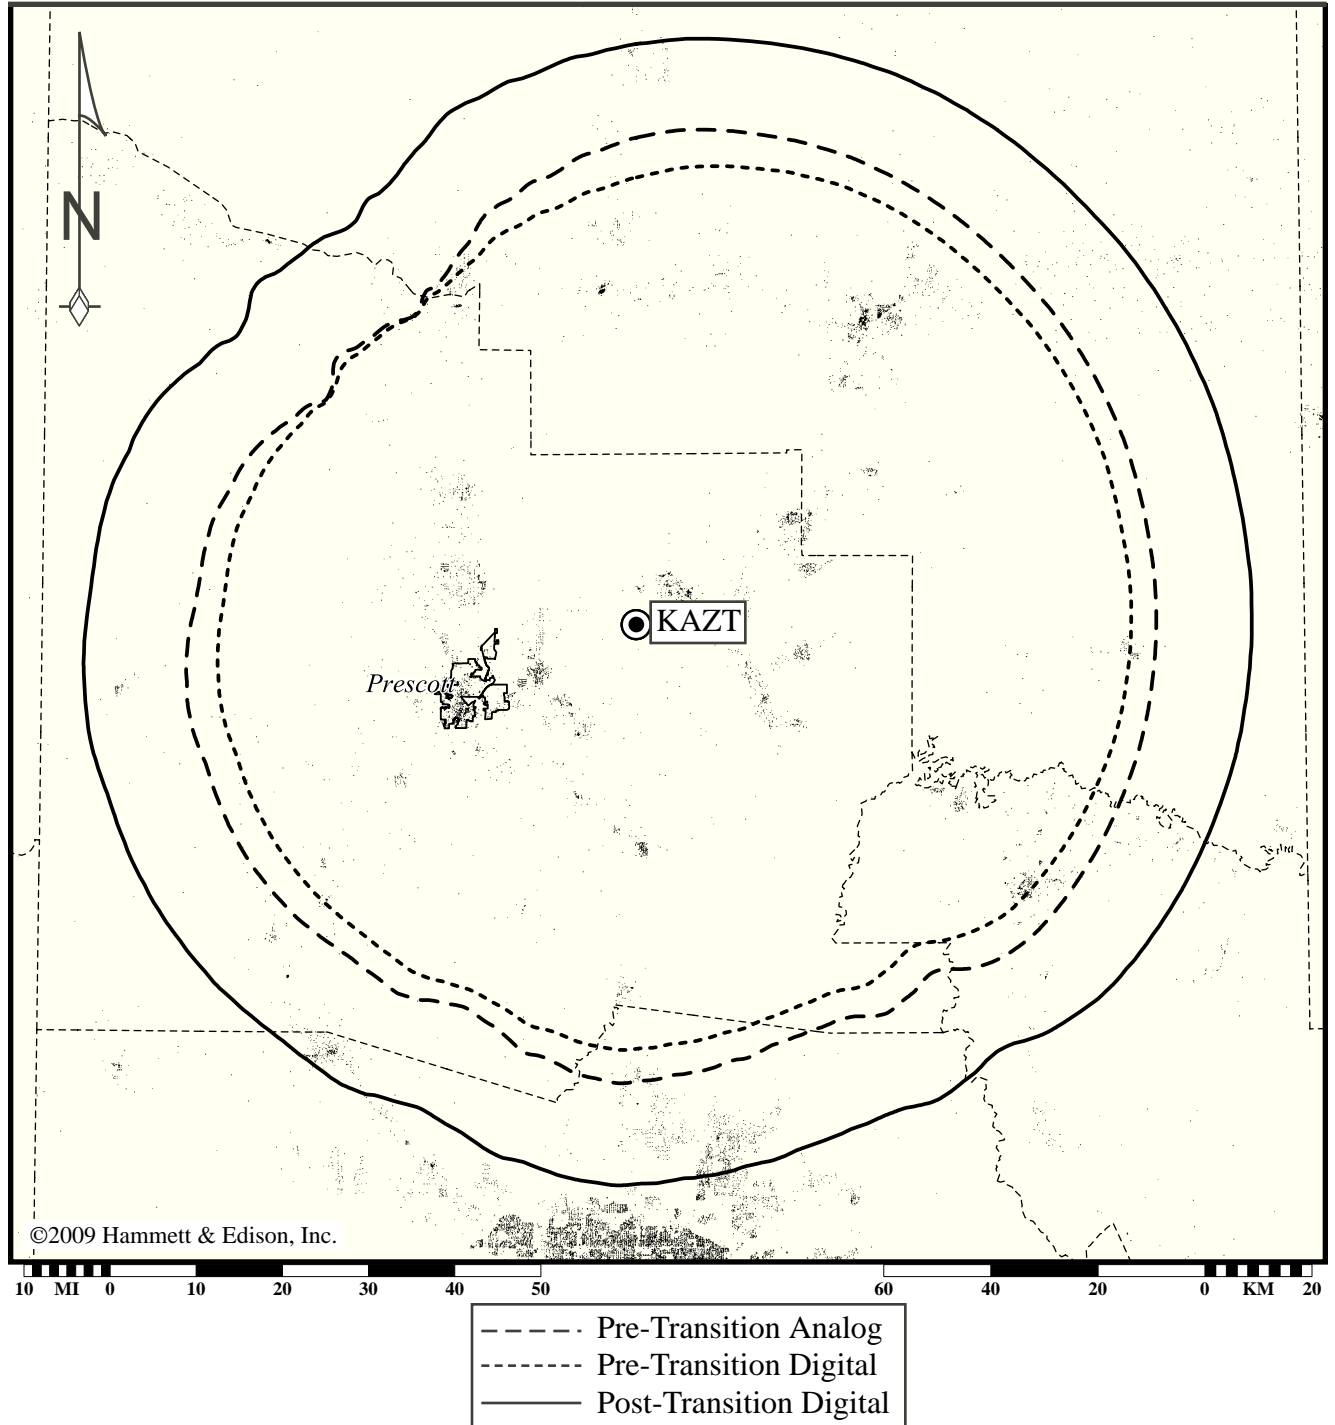 N
KAZT
Prescott
©2009 Hammett & Edison, Inc.
10 MI 0 10 20 30 40 50 60 40 20 0 KM 20
Pre-Transition Analog
Pre-Transition Digital
Post-Transition Digital